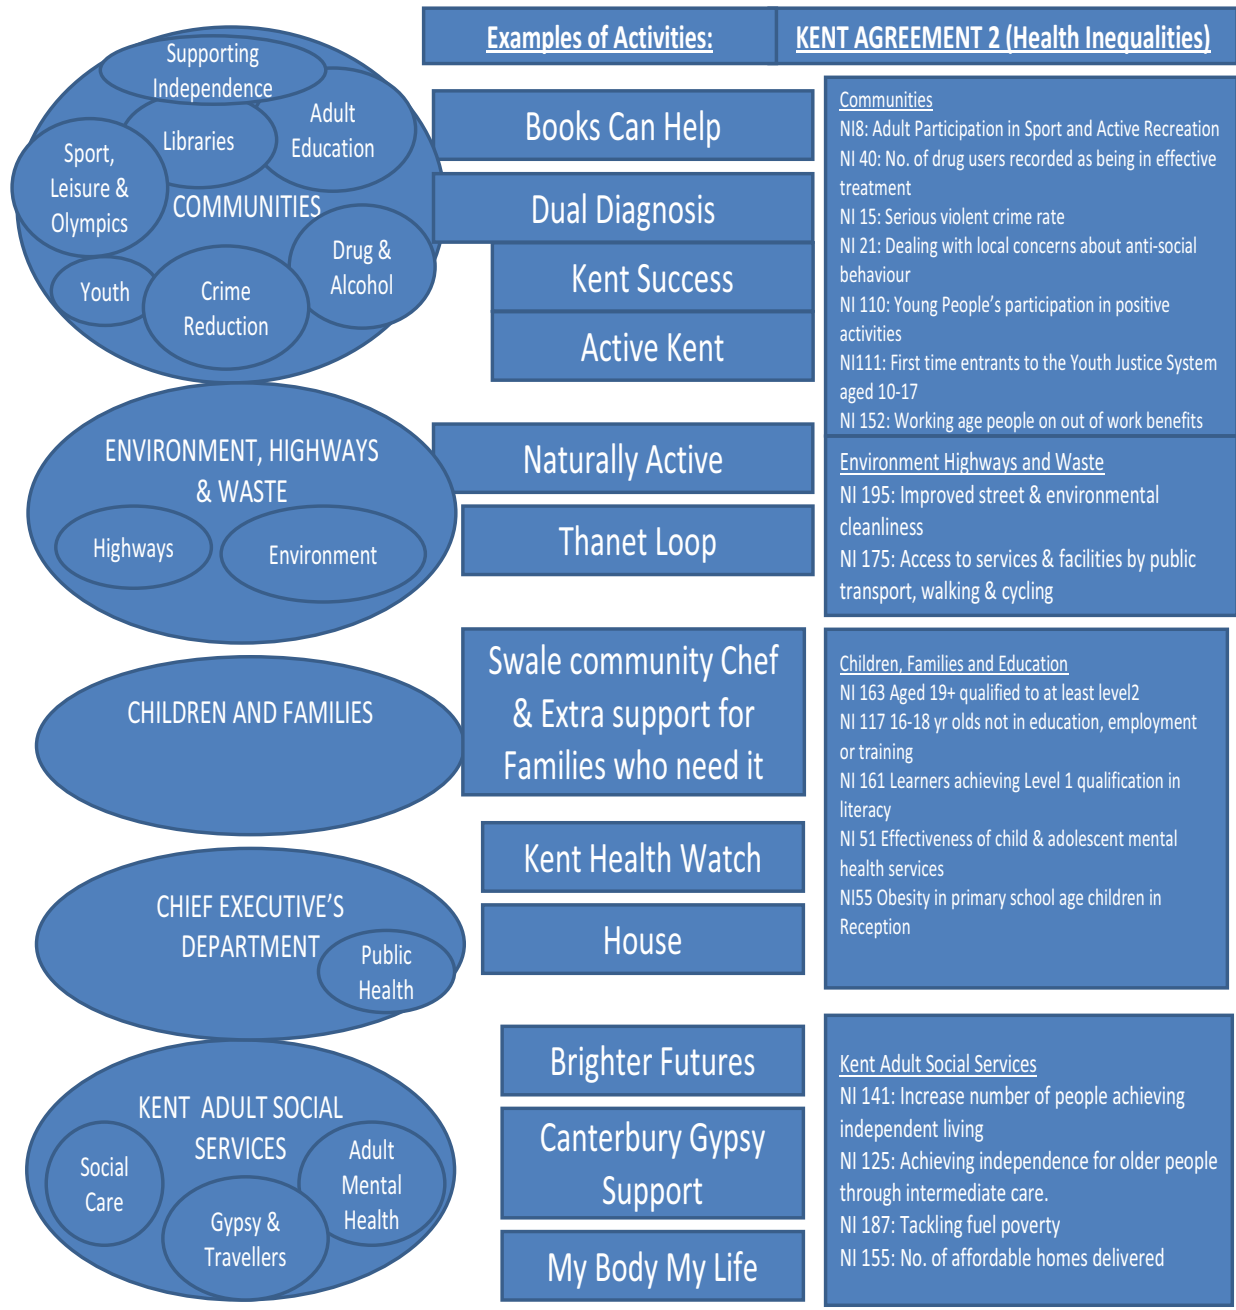 Examples of Activities:
KENT AGREEMENT 2 (Health Inequalities)
Supporting
Independence
Adult
Education
Libraries
Sport,
Leisure &
Olympics
COMMUNITIES
Drug &
Alcohol
Youth
Crime
Reduction
Books Can Help
Dual Diagnosis
Kent Success
Active Kent
Communities
NI8: Adult Participation in Sport and Active Recreation
NI 40: No. of drug users recorded as being in effective
treatment
NI 15: Serious violent crime rate
NI 21: Dealing with local concerns about anti-social
behaviour
NI 110: Young People’s participation in positive
activities
NI111: First time entrants to the Youth Justice System
aged 10-17
NI 152: Working age people on out of work benefits
ENVIRONMENT, HIGHWAYS
& WASTE
Highways
Environment
Naturally Active
Thanet Loop
Environment Highways and Waste
NI 195: Improved street & environmental
cleanliness
NI 175: Access to services & facilities by public
transport, walking & cycling
CHILDREN AND FAMILIES
Swale community Chef
& Extra support for
Families who need it
Children, Families and Education
NI 163 Aged 19+ qualified to at least level2
NI 117 16-18 yr olds not in education, employment
or training
NI 161 Learners achieving Level 1 qualification in
literacy
NI 51 Effectiveness of child & adolescent mental
health services
NI55 Obesity in primary school age children in
Reception
CHIEF EXECUTIVE’S
DEPARTMENT
Public
Health
Kent Health Watch
House
KENT ADULT SOCIAL
SERVICES
Social
Care
Gypsy &
Travellers
Adult
Mental
Health
Brighter Futures
Canterbury Gypsy
Support
My Body My Life
Kent Adult Social Services
NI 141: Increase number of people achieving
independent living
NI 125: Achieving independence for older people
through intermediate care.
NI 187: Tackling fuel poverty
NI 155: No. of affordable homes delivered